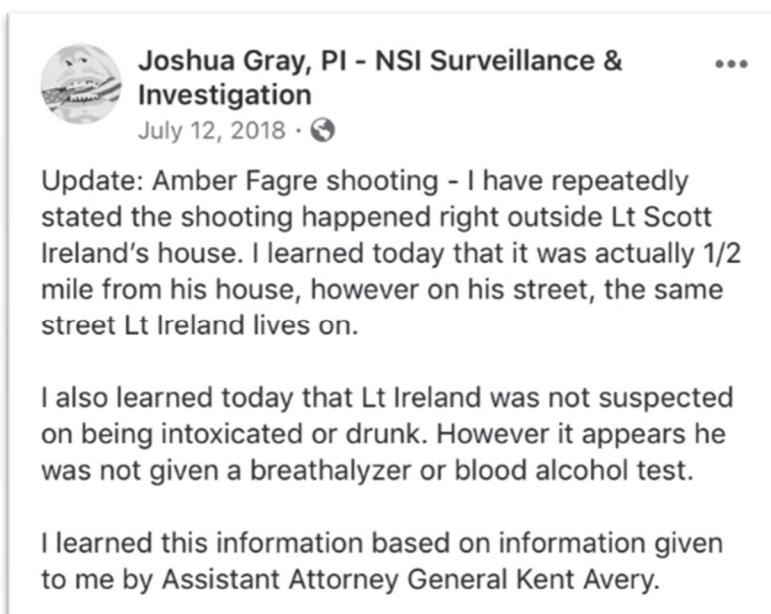 Joshua Gray, PI - NSI Surveillance &
Investigation
July 12, 2018 ·
Update: Amber Fagre shooting - I have repeatedly
stated the shooting happened right outside Lt Scott
Ireland's house. I learned today that it was actually 1/2
mile from his house, however on his street, the same
street Lt Ireland lives on.
I also learned today that Lt Ireland was not suspected
on being intoxicated or drunk. However it appears he
was not given a breathalyzer or blood alcohol test.
I learned this information based on information given
to me by Assistant Attorney General Kent Avery.